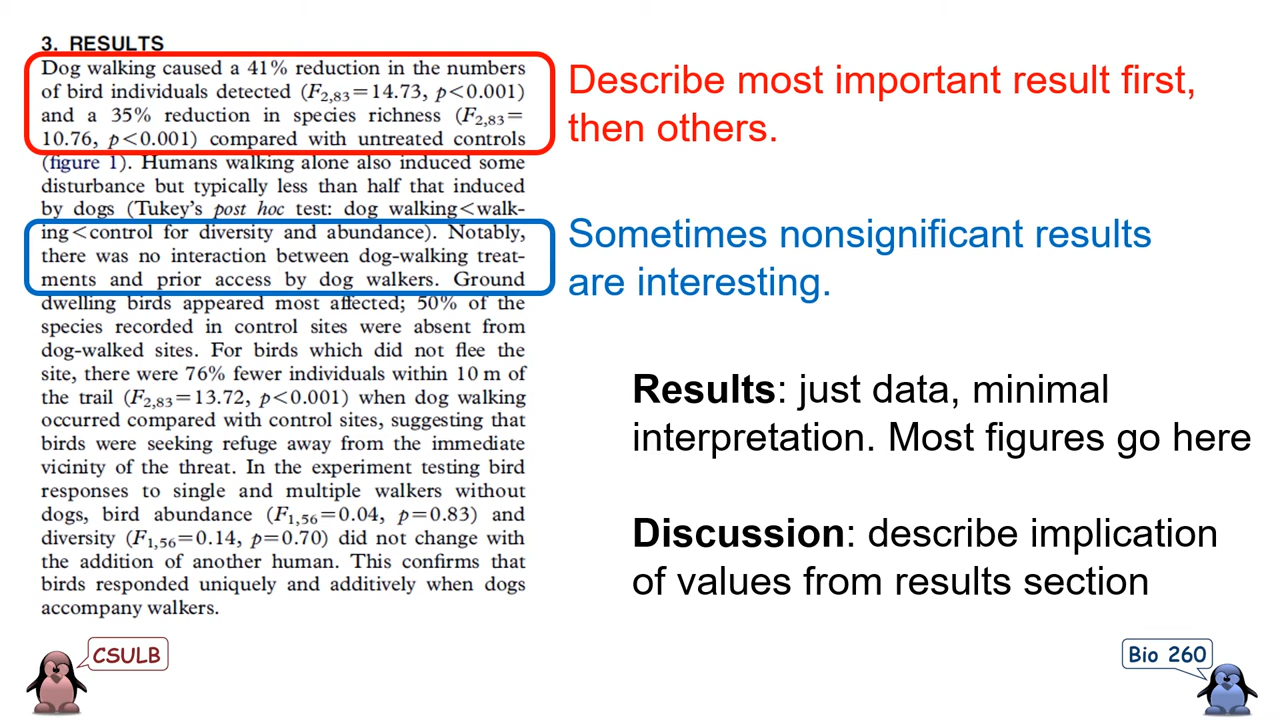 3. RESULTS
Dog walking caused a 41% reduction in the numbers
of bird individuals detected (F2,83=14.73, p<0.001)
and a 35% reduction in species richness (F2,83=
10.76, p<0.001) compared with untreated controls
(figure 1). Humans walking alone also induced some
disturbance but typically less than half that induced
by dogs (Tukey's post hoc test: dog walking<walk-
ing<control for diversity and abundance). Notably,
there was no interaction between dog-walking treat-
ments and prior access by dog walkers. Ground
dwelling birds appeared most affected; 50% of the
species recorded in control sites were absent from
dog-walked sites. For birds which did not flee the
site, there were 76% fewer individuals within 10 m of
the trail (F2,83=13.72, p<0.001) when dog walking
occurred compared with control sites, suggesting that
birds were seeking refuge away from the immediate
vicinity of the threat. In the experiment testing bird
responses to single and multiple walkers without
dogs, bird abundance (F1,56=0.04, p=0.83) and
diversity (F1,56=0.14, p=0.70) did not change with
the addition of another human. This confirms that
birds responded uniquely and additively when dogs
accompany walkers.
Describe most important result first,
then others.
Sometimes nonsignificant results
are interesting.
Results: just data, minimal
interpretation. Most figures go here
Discussion: describe implication
of values from results section
CSULB
Bio 260